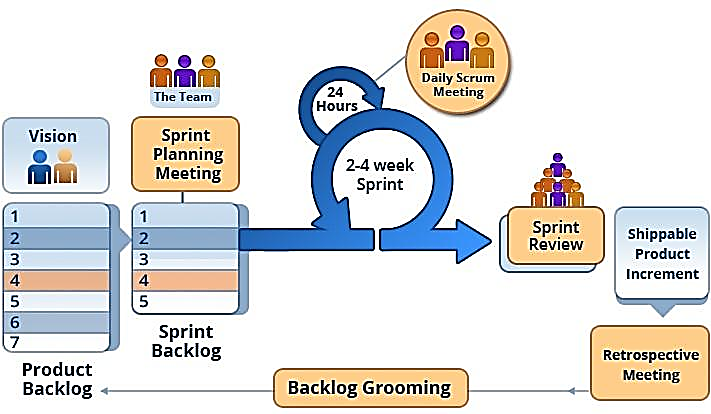 Vision
1
2
3
4
5
6
7
Product
Backlog
The Team
Sprint
Planning
Meeting
1
2
3
4
5
Sprint
Backlog
24
Hours
2-4 week
Sprint
Daily Scrum
Meeting
Sprint
Review
Shippable
Product
Increment
Retrospective
Meeting
Backlog Grooming